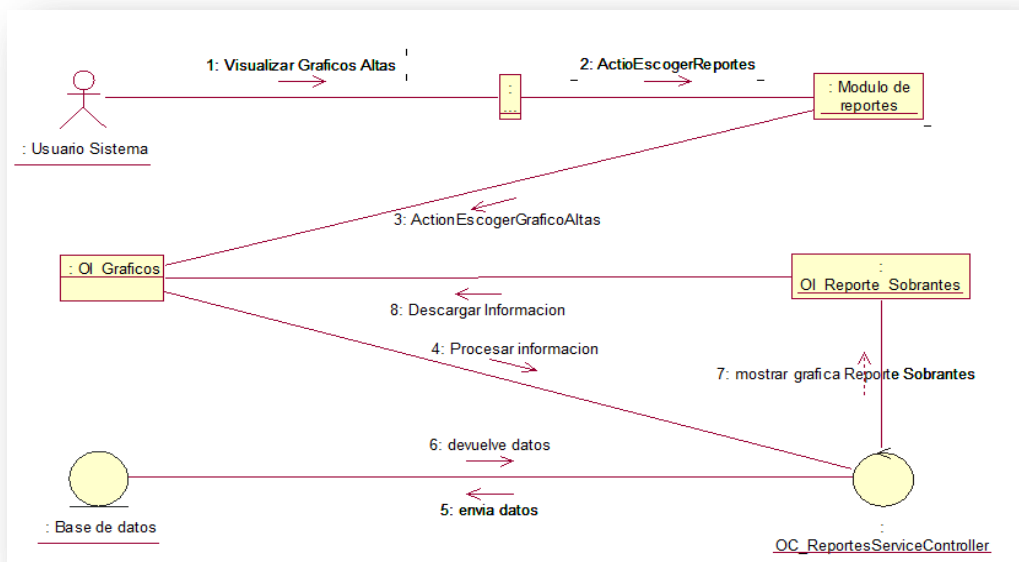 1: Visualizar Graficos Altas
2: ActioEscogerReportes
: Usuario Sistema
:
...
: Modulo de
reportes
3: ActionEscogerGraficoAltas
: OI_Graficos
:
OI_Reporte_Sobrantes
8: Descargar Informacion
4: Procesar informacion
7: mostrar grafica Reporte Sobrantes
6: devuelve datos
5: envia datos
: Base de datos
:
OC_ReportesServiceController